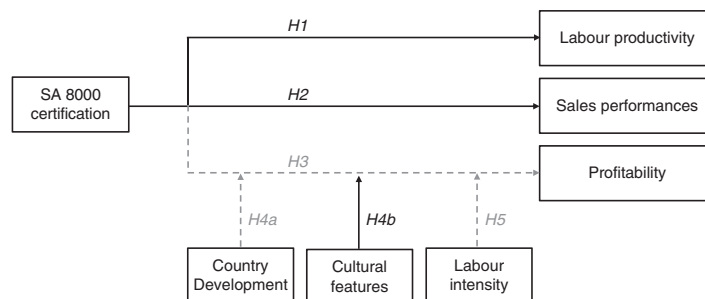 H1
Labour productivity
SA 8000
certification
H2
Sales performances
H3
Profitability
H4a
H4b
H5
Country
Development
Cultural
features
Labour
intensity